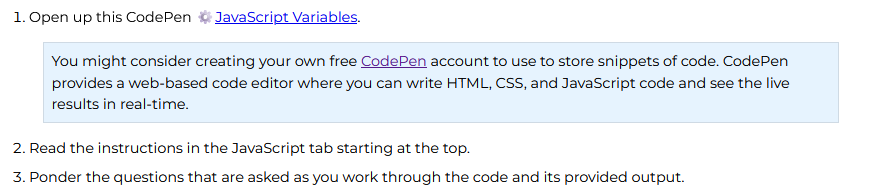 1. Open up this CodePen JavaScript Variables.
You might consider creating your own free CodePen account to use to store snippets of code. CodePen
provides a web-based code editor where you can write HTML, CSS, and JavaScript code and see the live
results in real-time.
2. Read the instructions in the JavaScript tab starting at the top.
3. Ponder the questions that are asked as you work through the code and its provided output.